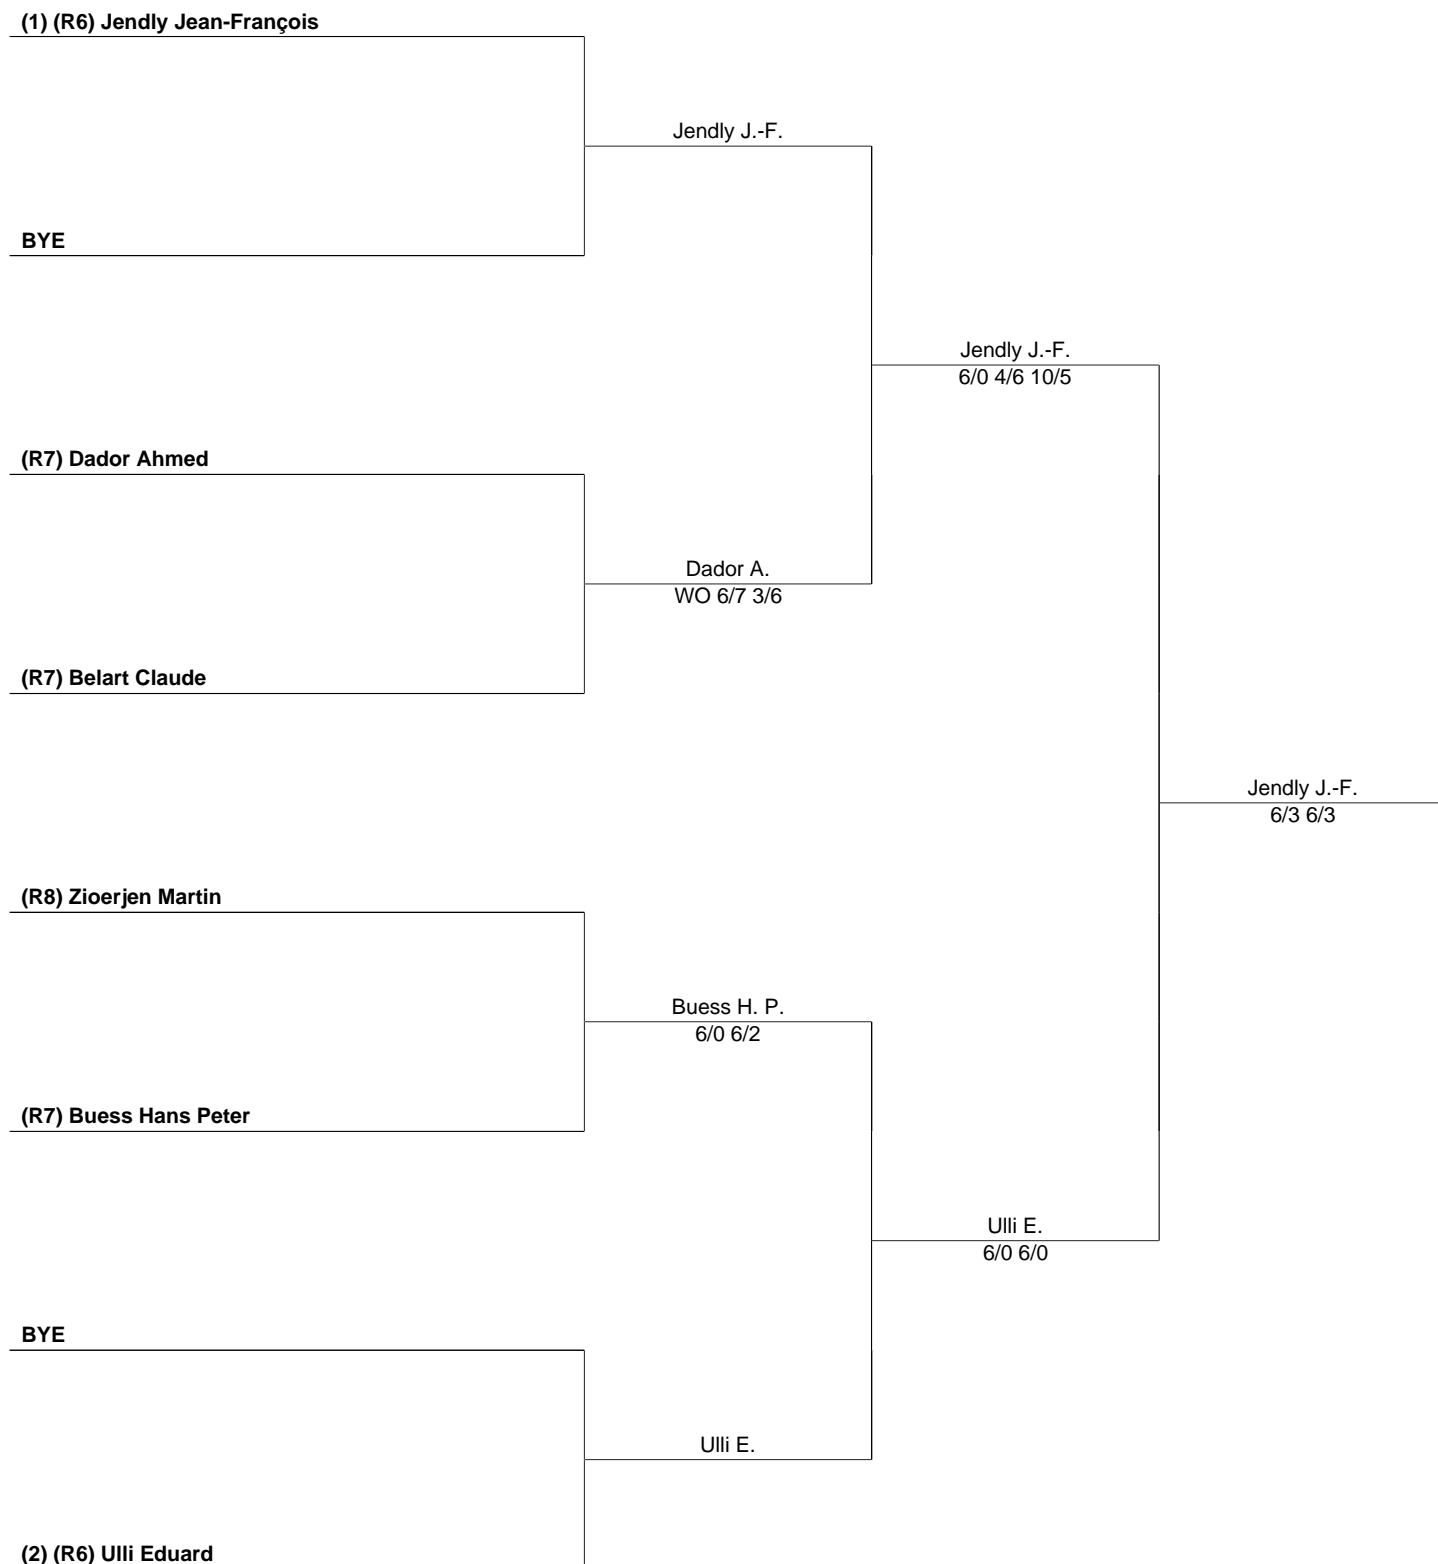 (1) (R6) Jendly Jean-François
Jendly J.-F.
BYE
Jendly J.-F.
6/0 4/6 10/5
(R7) Dador Ahmed
Dador A.
WO 6/7 3/6
(R7) Belart Claude
Jendly J.-F.
6/3 6/3
(R8) Zioerjen Martin
Buess H. P.
6/0 6/2
(R7) Buess Hans Peter
Ulli E.
6/0 6/0
BYE
Ulli E.
(2) (R6) Ulli Eduard